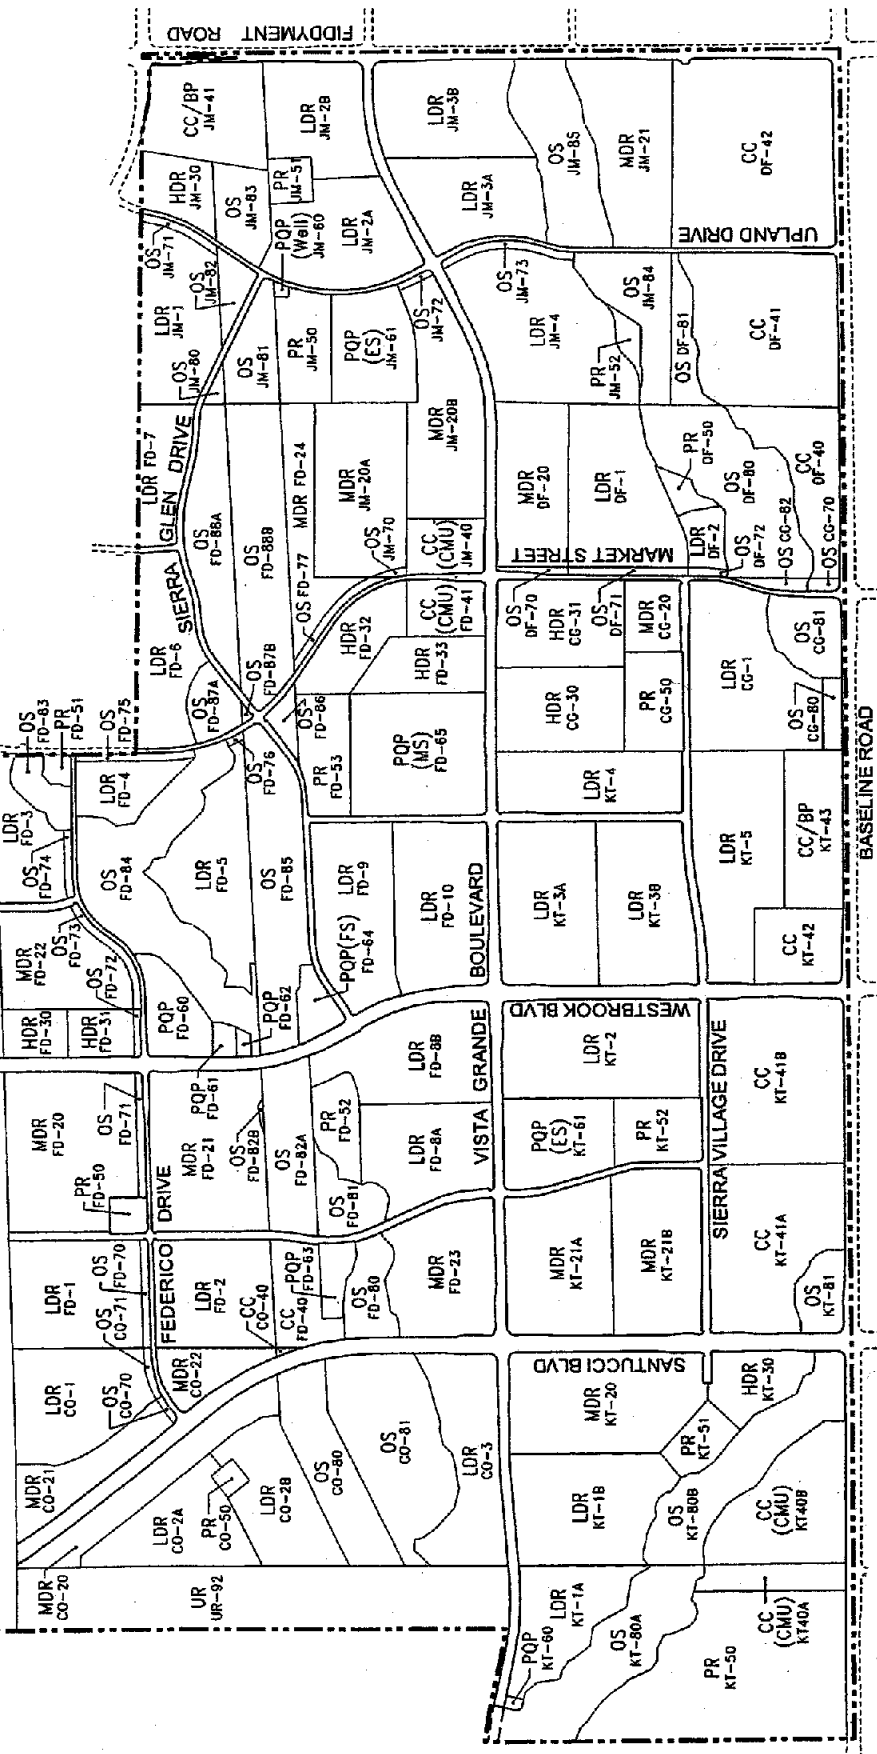 FIDDYMENT ROAD
CC/BP
JM-41
LDR
JM-2B
LDR
JM-3B
HDR
JM-30
OS
JM-83
PR
JM-51
PQP
(Well)
JM-60
LDR
JM-2A
LDR
JM-3A
OS
JM-85
MDR
JM-21
CC
DF-42
UPLAND DRIVE
OS
JM-71
OS
JM-82
LDR
JM-1
OS
JM-80
OS
JM-81
PR
JM-50
PQP
(ES)
JM-61
OS
JM-72
OS
JM-73
LDR
JM-4
OS
JM-84
PR
JM-52
OS DF-81
CC
DF-41
LDR FD-7
SIERRA GLEN DRIVE
OS
FD-88A
OS
FD-88B
MDR FD-24
MDR
JM-20A
MDR
JM-20B
MDR
DF-20
LDR
DF-1
PR
DF-50
OS
DF-80
CC
DF-40
LDR
DF-2
OS
DF-72
OS CG-82
OS CG-70
MARKET STREET
OS
JM-70
CC
(CMU)
JM-40
OS FD-77
CC
(CMU)
FD-41
HDR
FD-32
HDR
FD-33
OS
DF-70
HDR
CG-31
OS
DF-71
MDR
CG-20
LDR
CG-1
OS
CG-81
OS
CG-80
HDR
CG-30
PR
CG-50
LDR
FD-6
OS
FD-87A
OS
FD-87B
OS
FD-86
OS
FD-76
PR
FD-53
PQP
(MS)
FD-65
LDR
KT-4
LDR
KT-5
CC/BP
KT-43
BASELINE ROAD
OS
FD-83
PR
FD-51
OS
FD-75
LDR
FD-3
LDR
FD-4
OS
FD-74
OS
FD-84
LDR
FD-5
OS
FD-85
LDR
FD-9
LDR
FD-10
LDR
KT-3A
LDR
KT-3B
CC
KT-42
MDR
FD-22
OS
FD-73
OS
FD-72
PQP
FD-60
PQP
FD-62
PQP(FS)
FD-64
VISTA GRANDE BOULEVARD
WESTBROOK BLVD
HDR
FD-30
HDR
FD-31
PQP
FD-61
LDR
FD-8B
LDR
KT-2
CC
KT-41B
SIERRA VILLAGE DRIVE
MDR
FD-20
OS
FD-71
MDR
FD-21
OS
FD-82B
OS
FD-82A
PR
FD-52
LDR
FD-8A
PQP
(ES)
KT-61
PR
KT-52
PR
FD-50
OS
FD-81
FEDERICO DRIVE
LDR
FD-1
OS
FD-70
OS
CO-71
LDR
FD-2
CC
CO-40
CC
FD-40
PQP
FD-63
OS
FD-80
MDR
FD-23
MDR
KT-21A
MDR
KT-21B
CC
KT-41A
OS
KT-81
SANTUCCI BLVD
LDR
CO-1
OS
CO-70
MDR
CO-22
MDR
KT-20
HDR
KT-30
PR
KT-51
MDR
CO-21
LDR
CO-2A
PR
CO-50
LDR
CO-2B
OS
CO-80
OS
CO-81
LDR
CO-3
LDR
KT-1B
OS
KT-80B
CC
(CMU)
KT40B
MDR
CO-20
UR
UR-92
LDR
KT-1A
PQP
KT-60
OS
KT-80A
PR
KT-50
CC
(CMU)
KT40A